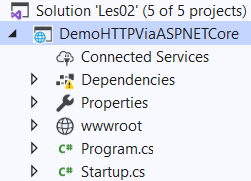 Solution 'Les02' (5 of 5 projects)
DemoHTTPViaASPNETCore
Connected Services
Dependencies
Properties
wwwroot
C# Program.cs
C# Startup.cs